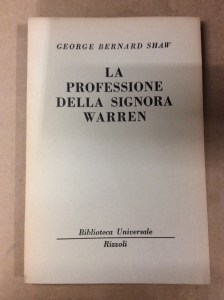 GEORGE BERNARD SHAW
LA
PROFESSIONE
DELLA SIGNORA
WARREN
Biblioteca Universale
Rizzoli